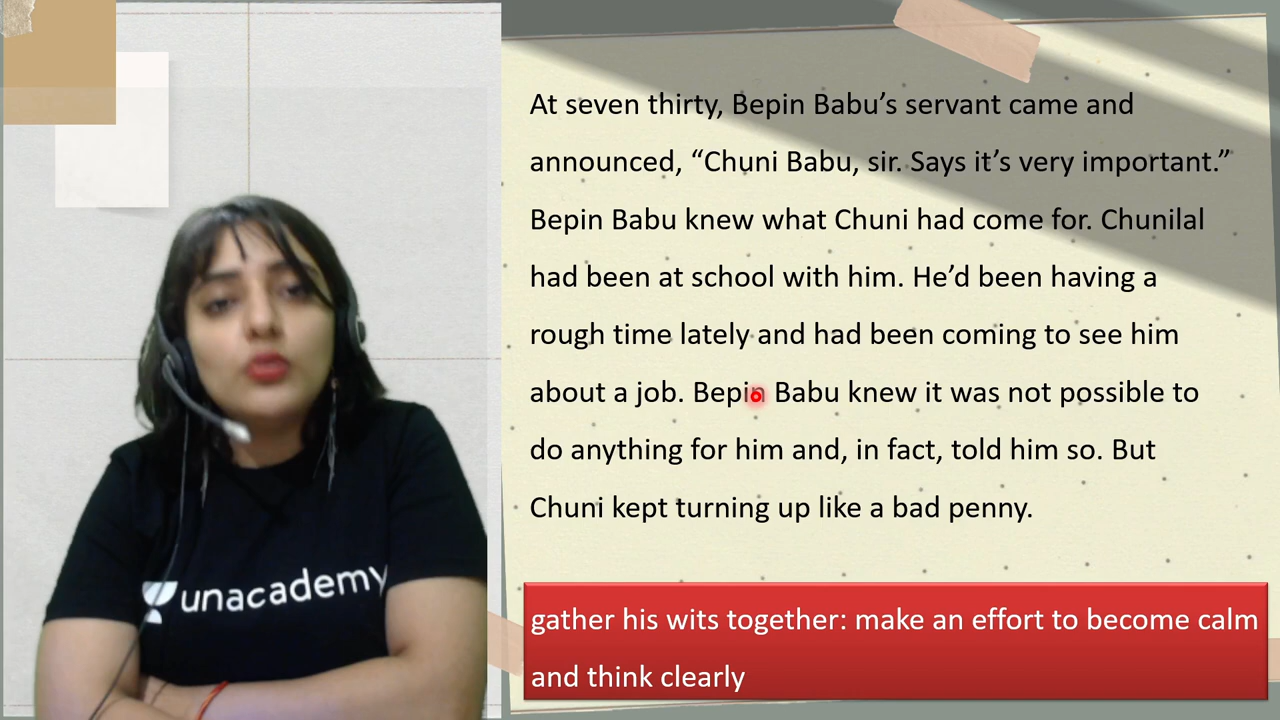 At seven thirty, Bepin Babu’s servant came and
announced, “Chuni Babu, sir. Says it’s very important.”
Bepin Babu knew what Chuni had come for. Chunilal
had been at school with him. He’d been having a
rough time lately and had been coming to see him
about a job. Bepin Babu knew it was not possible to
do anything for him and, in fact, told him so. But
Chuni kept turning up like a bad penny.
gather his wits together: make an effort to become calm
and think clearly
unacademy